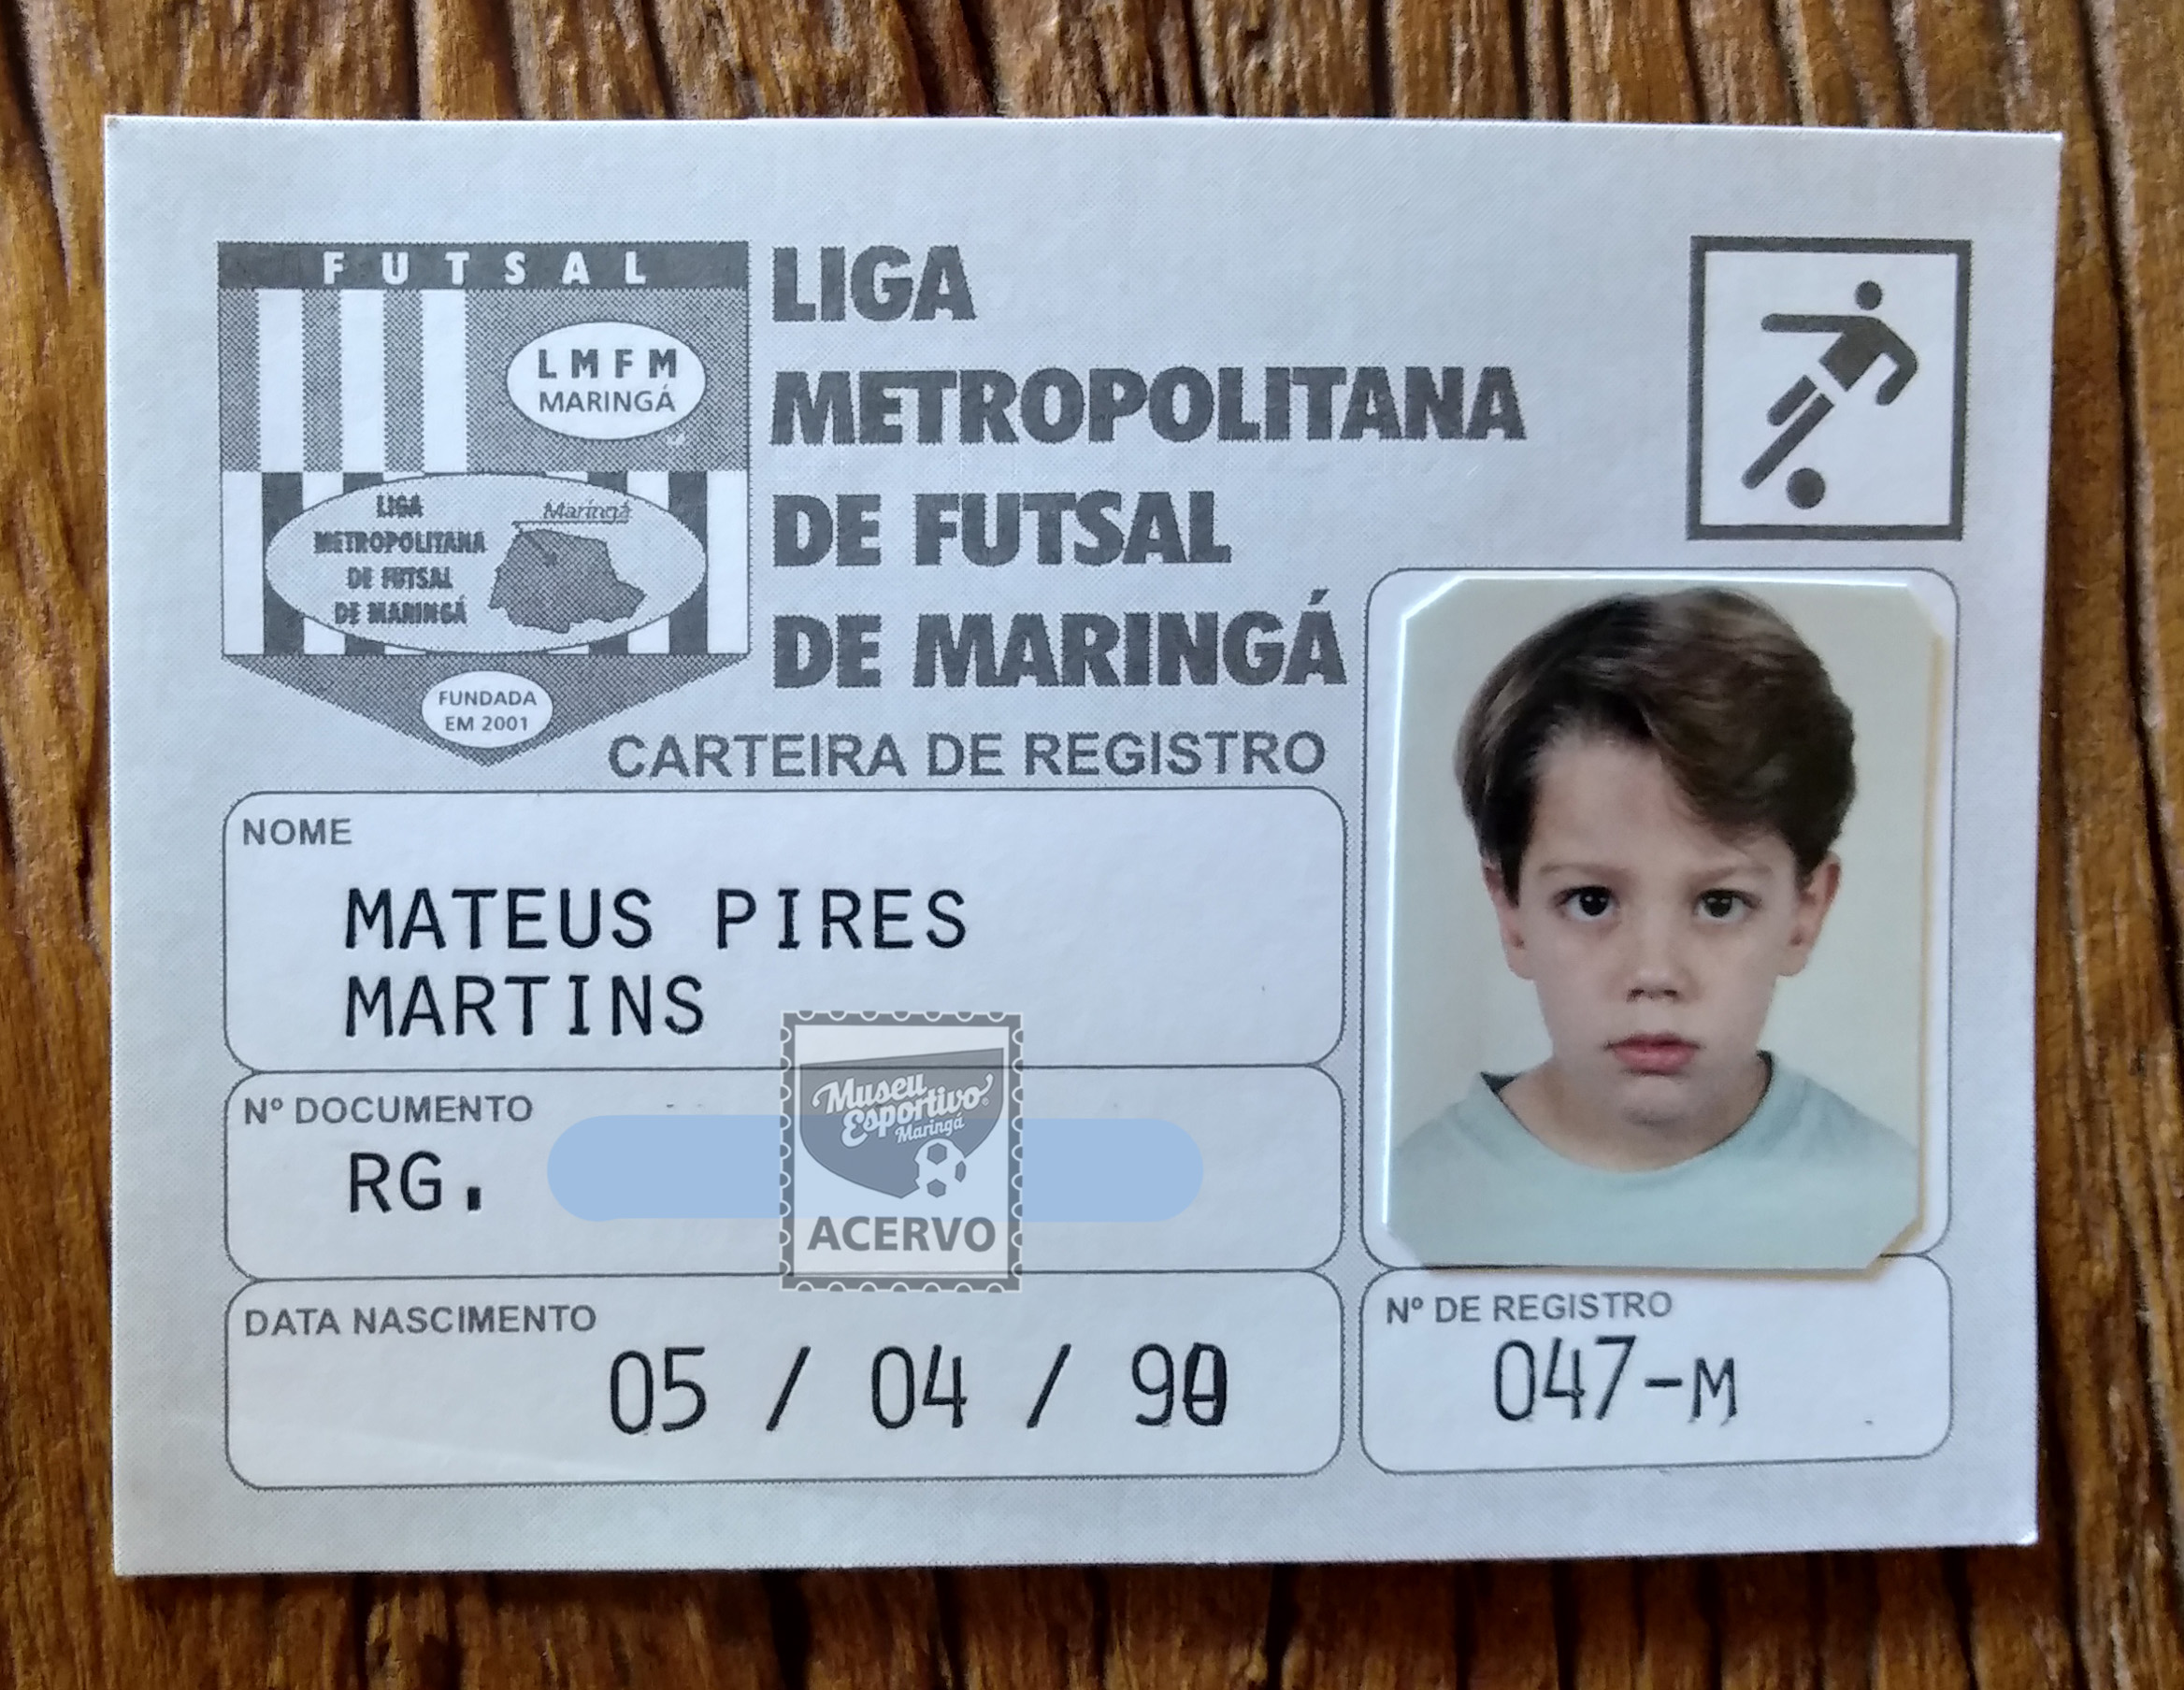 FUTSAL
LMFM
MARINGÁ
LIGA
METROPOLITANA
DE FUTSAL
DE MARINGÁ
Maringá
FUNDADA
EM 2001
LIGA
METROPOLITANA
DE FUTSAL
DE MARINGÁ
CARTEIRA DE REGISTRO
NOME
MATEUS PIRES
MARTINS
Nº DOCUMENTO
RG.
Museu
Esportivo
Maringá
ACERVO
DATA NASCIMENTO
05 / 04 / 90
Nº DE REGISTRO
047-M